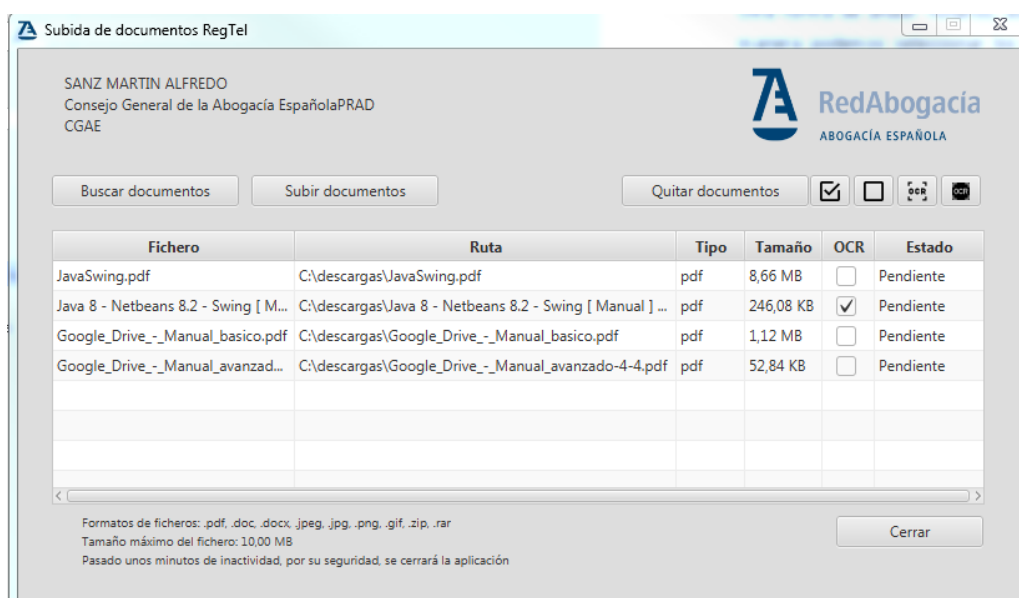 Subida de documentos RegTel
SANZ MARTIN ALFREDO
Consejo General de la Abogacía EspañolaPRAD
CGAE
RedAbogacía
ABOGACÍA ESPAÑOLA
Buscar documentos Subir documentos Quitar documentos OCR OCR
Fichero Ruta Tipo Tamaño OCR Estado
JavaSwing.pdf C:\descargas\JavaSwing.pdf pdf 8,66 MB Pendiente
Java 8 - Netbeans 8.2 - Swing [ M... C:\descargas\Java 8 - Netbeans 8.2 - Swing [ Manual ] ... pdf 246,08 KB Pendiente
Google_Drive_-_Manual_basico.pdf C:\descargas\Google_Drive_-_Manual_basico.pdf pdf 1,12 MB Pendiente
Google_Drive_-_Manual_avanzad... C:\descargas\Google_Drive_-_Manual_avanzado-4-4.pdf pdf 52,84 KB Pendiente
Formatos de ficheros: .pdf, .doc, .docx, .jpeg, .jpg, .png, .gif, .zip, .rar
Tamaño máximo del fichero: 10,00 MB
Pasado unos minutos de inactividad, por su seguridad, se cerrará la aplicación
Cerrar